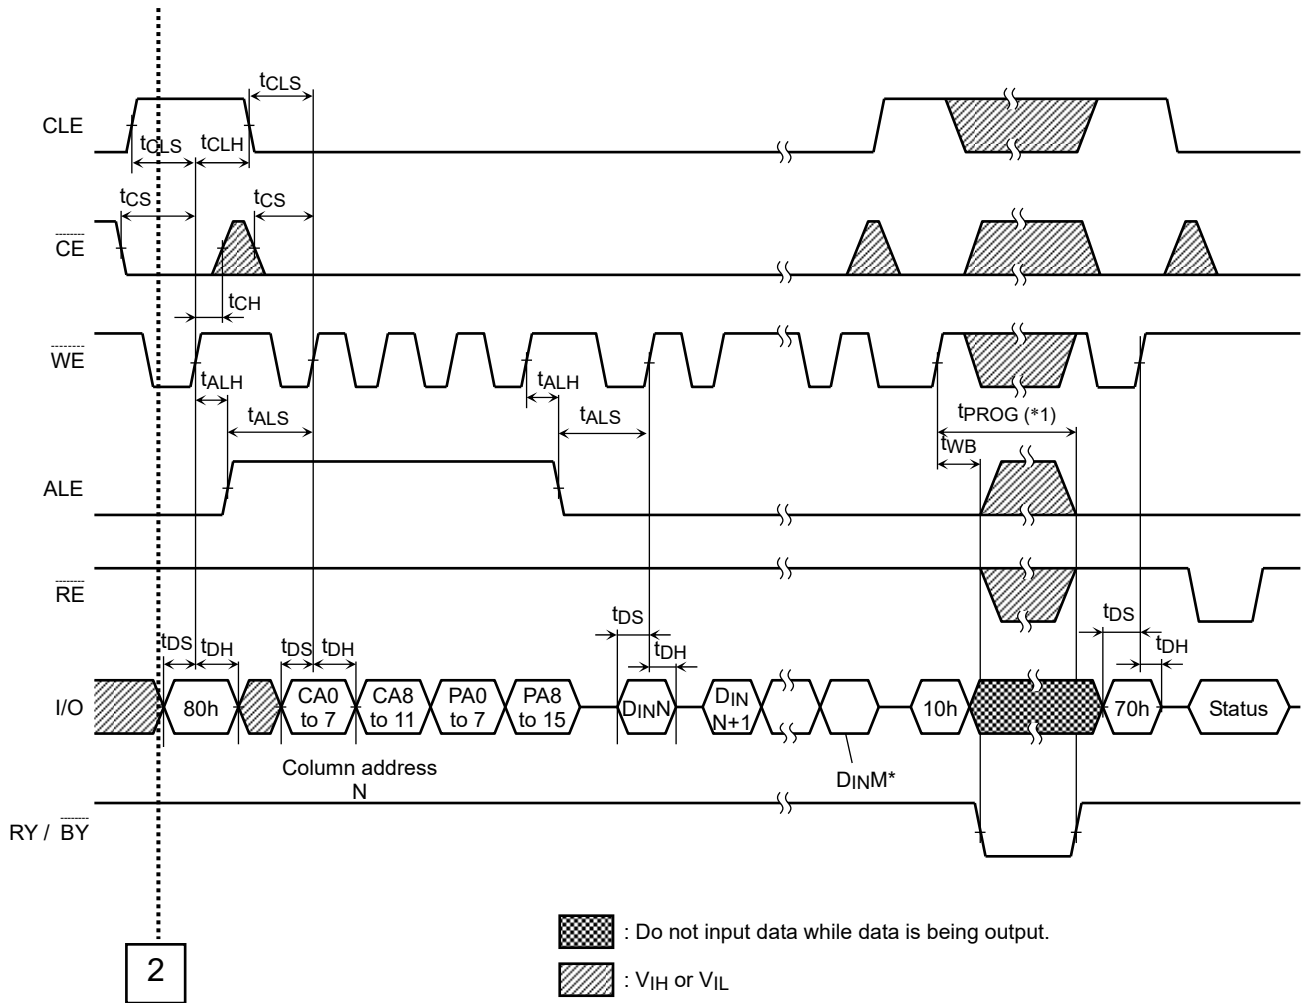 tCLS
CLE
tCLS tCLH
tCS tCS
CE
tCH
WE
tALH tALH
tALS tALS
tPROG (*1)
tWB
ALE
RE
tDS tDH tDS tDH tDS tDH tDS tDH
I/O 80h CA0 to 7 CA8 to 11 PA0 to 7 PA8 to 15 DINN DIN N+1 10h 70h Status
Column address
N
DINM*
RY / BY
: Do not input data while data is being output.
2
: VIH or VIL